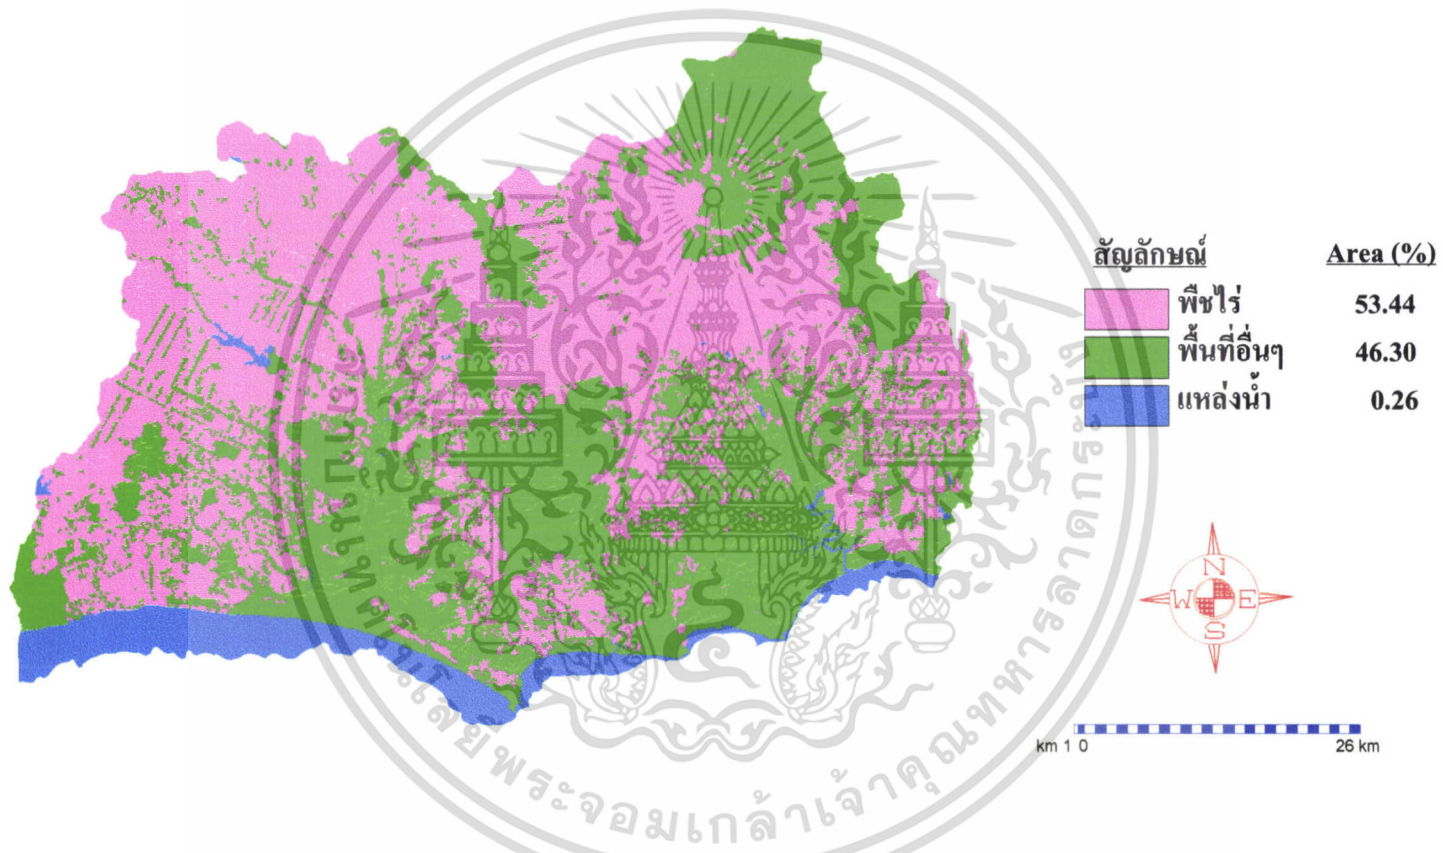 สัญลักษณ์ Area (%)
พืชไร่ 53.44
พื้นที่อื่นๆ 46.30
แหล่งน้ำ 0.26
N
W E
S
km 1 0 26 km
พระจอมเกล้าเจ้าคุณทหารลาดกระบัง